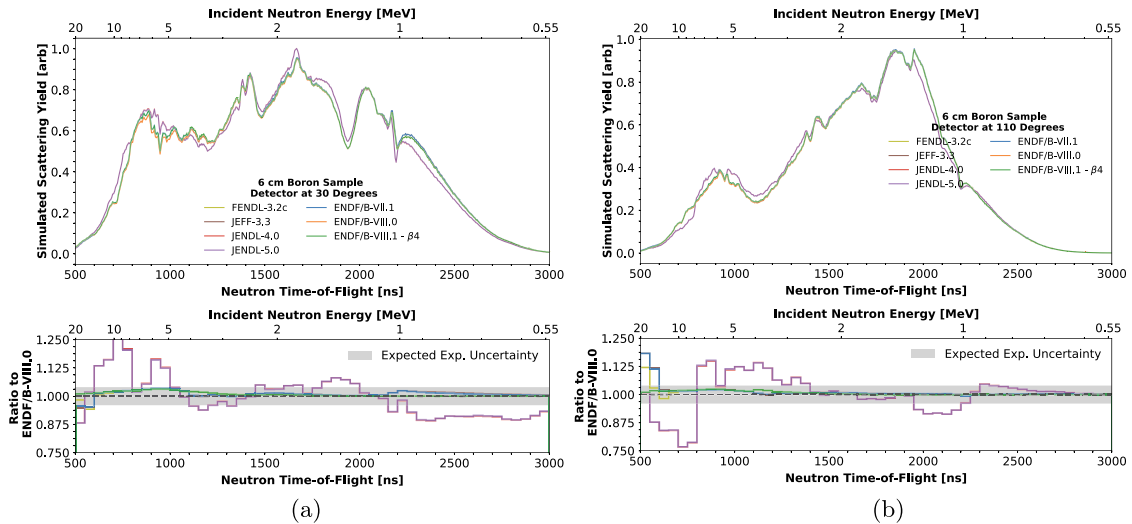 Incident Neutron Energy [MeV]
20 10 5 2 1 0.55
Simulated Scattering Yield [arb]
1.0
0.8
0.6
0.4
0.2
0.0
6 cm Boron Sample
Detector at 30 Degrees
FENDL-3.2c
JEFF-3.3
JENDL-4.0
JENDL-5.0
ENDF/B-VII.1
ENDF/B-VIII.0
ENDF/B-VIII.1 - β4
500 1000 1500 2000 2500 3000
Neutron Time-of-Flight [ns]
Incident Neutron Energy [MeV]
20 10 5 2 1 0.55
Ratio to
ENDF/B-VIII.0
1.250
1.125
1.000
0.875
0.750
Expected Exp. Uncertainty
500 1000 1500 2000 2500 3000
Neutron Time-of-Flight [ns]
(a)
Incident Neutron Energy [MeV]
20 10 5 2 1 0.55
Simulated Scattering Yield [arb]
1.0
0.8
0.6
0.4
0.2
0.0
6 cm Boron Sample
Detector at 110 Degrees
FENDL-3.2c
JEFF-3.3
JENDL-4.0
JENDL-5.0
ENDF/B-VII.1
ENDF/B-VIII.0
ENDF/B-VIII.1 - β4
500 1000 1500 2000 2500 3000
Neutron Time-of-Flight [ns]
Incident Neutron Energy [MeV]
20 10 5 2 1 0.55
Ratio to
ENDF/B-VIII.0
1.250
1.125
1.000
0.875
0.750
Expected Exp. Uncertainty
500 1000 1500 2000 2500 3000
Neutron Time-of-Flight [ns]
(b)